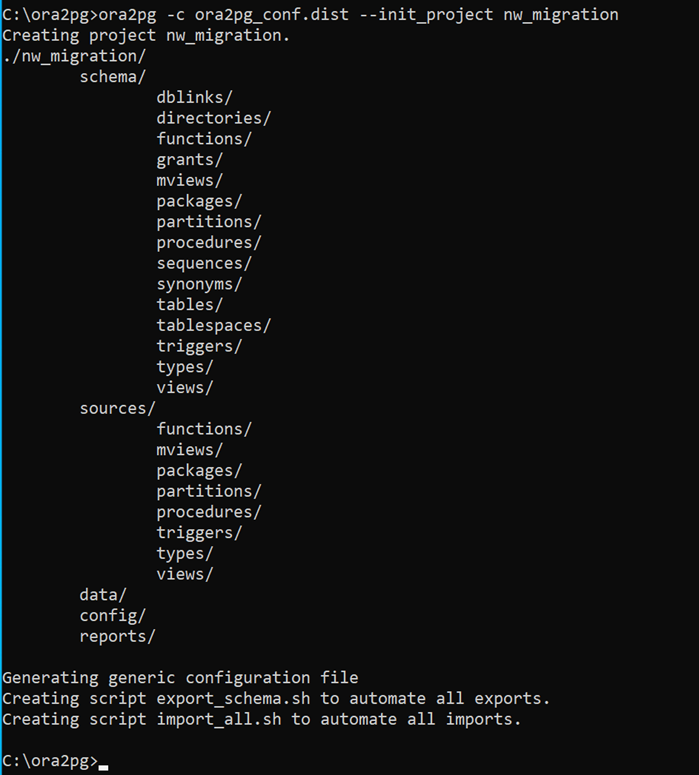 C:\ora2pg>ora2pg -c ora2pg_conf.dist --init_project nw_migration
Creating project nw_migration.
./nw_migration/
schema/
dblinks/
directories/
functions/
grants/
mviews/
packages/
partitions/
procedures/
sequences/
synonyms/
tables/
tablespaces/
triggers/
types/
views/
sources/
functions/
mviews/
packages/
partitions/
procedures/
triggers/
types/
views/
data/
config/
reports/
Generating generic configuration file
Creating script export_schema.sh to automate all exports.
Creating script import_all.sh to automate all imports.
C:\ora2pg>